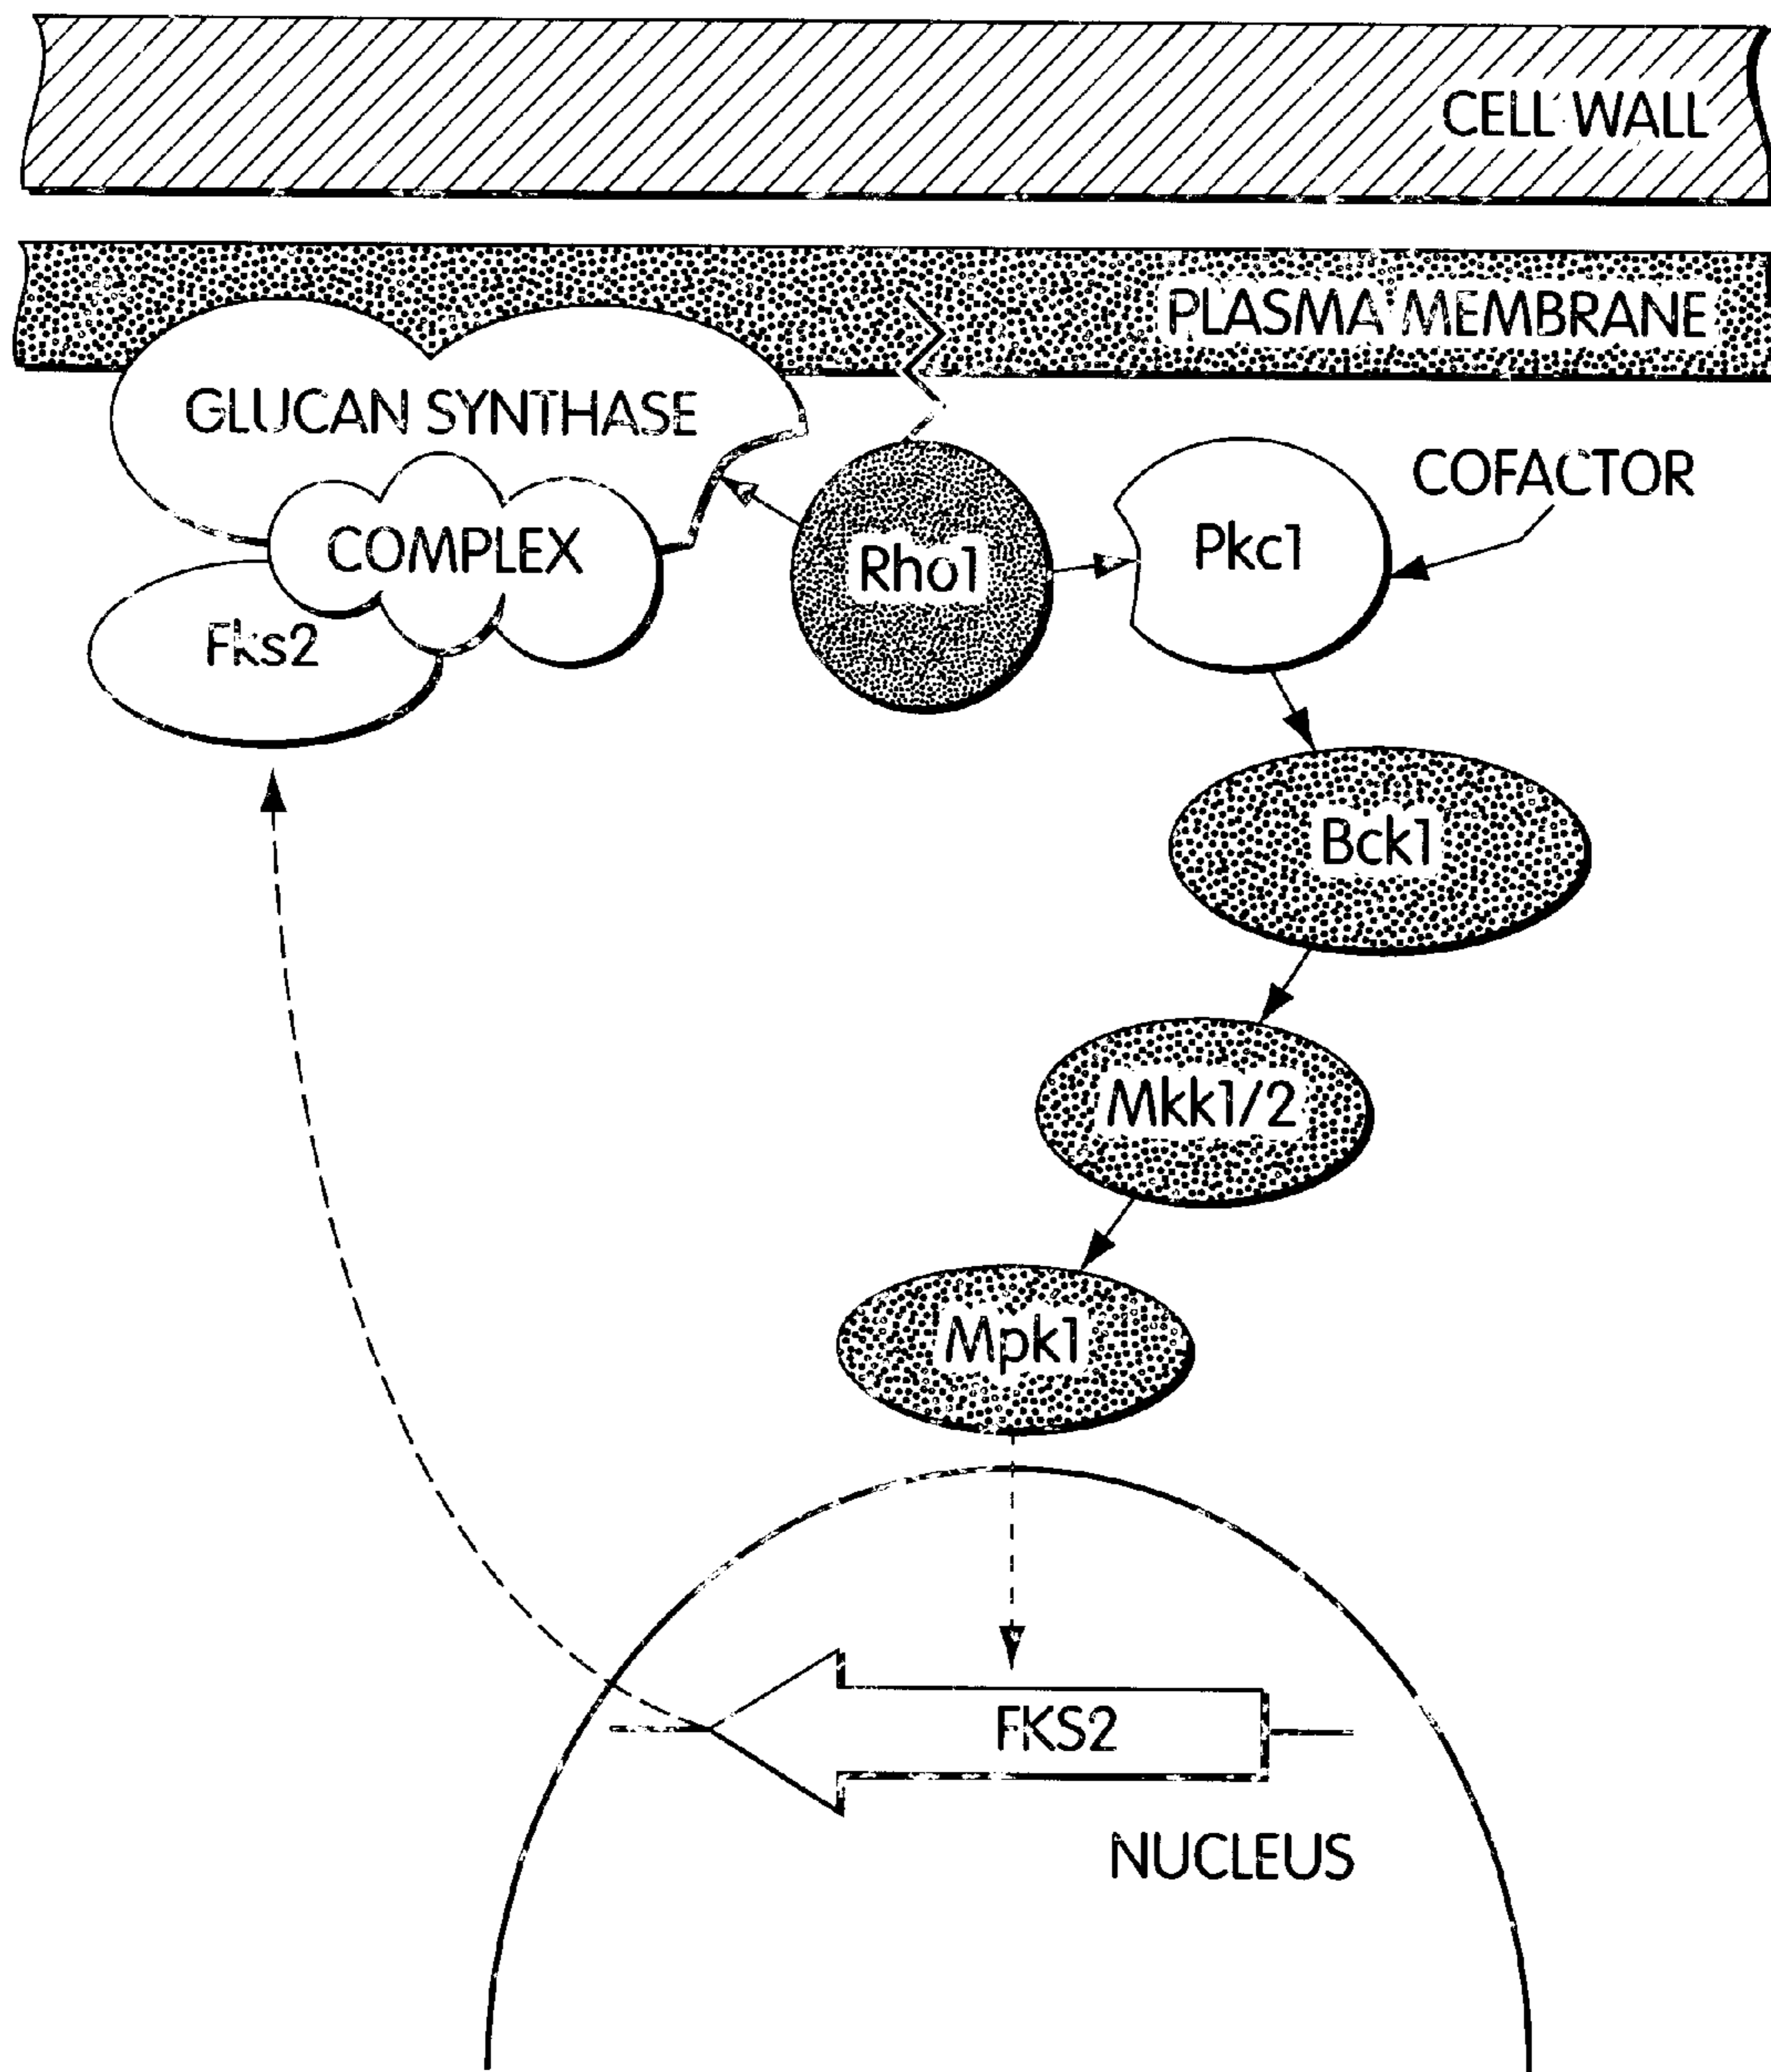 CELL WALL
PLASMA MEMBRANE
GLUCAN SYNTHASE
COMPLEX
Fks2
Rho1
Pkc1
COFACTOR
Bck1
Mkk1/2
Mpk1
FKS2
NUCLEUS